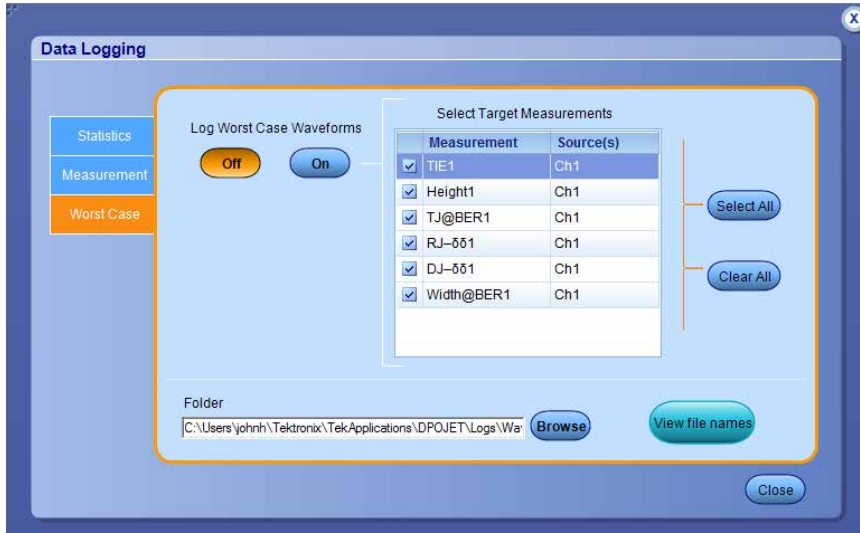 X
Data Logging
Statistics
Measurement
Worst Case
Log Worst Case Waveforms
Off
On
Select Target Measurements
Measurement Source(s)
TIE1 Ch1
Height1 Ch1
TJ@BER1 Ch1
RJ–δδ1 Ch1
DJ–δδ1 Ch1
Width@BER1 Ch1
Select All
Clear All
Folder
C:\Users\johnh\Tektronix\TekApplications\DPOJET\Logs\Wa
Browse
View file names
Close